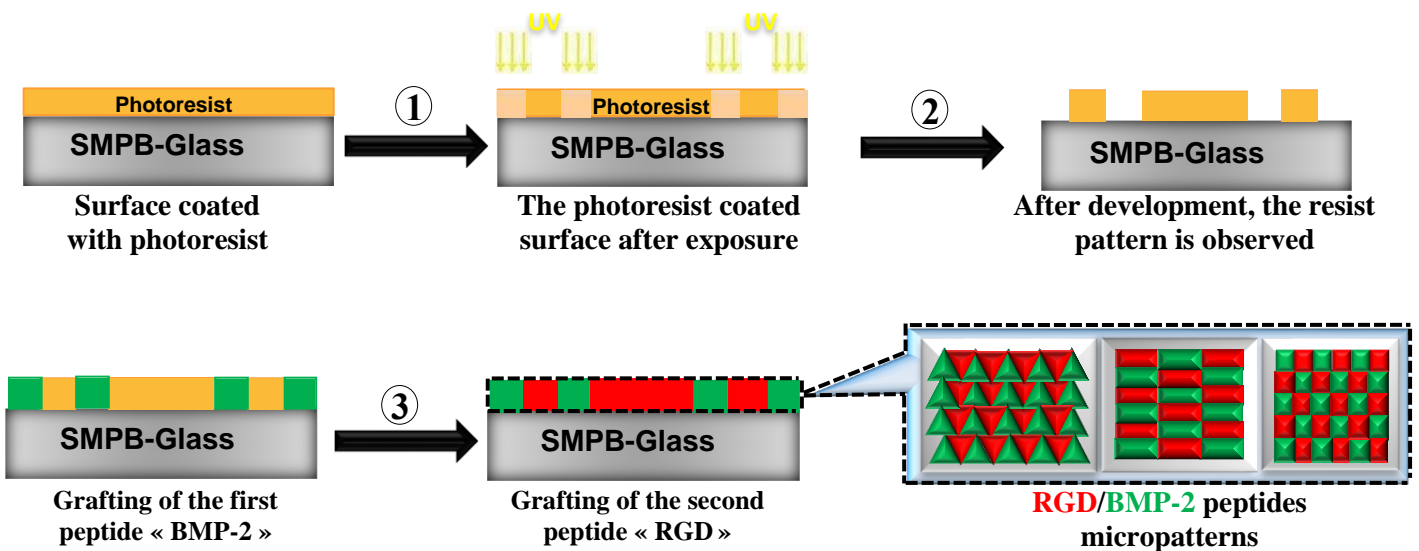 UV
UV
Photoresist
SMPB-Glass
Surface coated
with photoresist
1
Photoresist
SMPB-Glass
The photoresist coated
surface after exposure
2
SMPB-Glass
After development, the resist
pattern is observed
SMPB-Glass
Grafting of the first
peptide « BMP-2 »
3
SMPB-Glass
Grafting of the second
peptide « RGD »
RGD/BMP-2 peptides
micropatterns